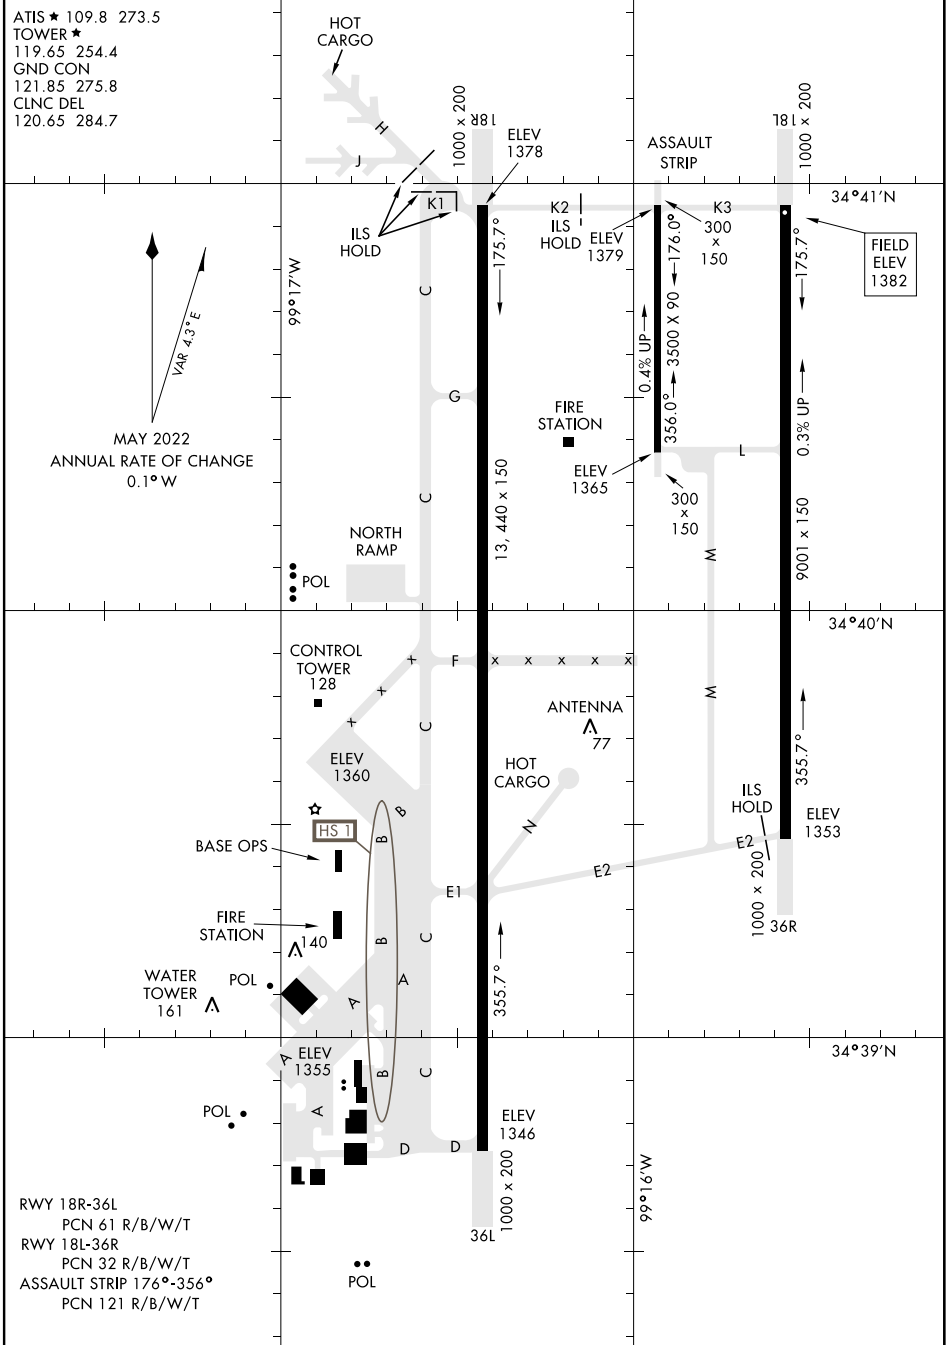 ATIS ★ 109.8 273.5
TOWER ★
119.65 254.4
GND CON
121.85 275.8
CLNC DEL
120.65 284.7
HOT
CARGO
H
J
1000 x 200
18R
ELEV
1378
ASSAULT
STRIP
18L
1000 x 200
34°41'N
K1
K2
K3
ILS
HOLD
ILS
HOLD
ELEV
1379
300
x
150
FIELD
ELEV
1382
99°17'W
VAR 4.3° E
MAY 2022
ANNUAL RATE OF CHANGE
0.1° W
175.7°
176.0°
175.7°
C
G
0.4% UP
3500 X 90
356.0°
0.3% UP
FIRE
STATION
ELEV
1365
L
300
x
150
C
13, 440 x 150
9001 x 150
W
NORTH
RAMP
POL
34°40'N
CONTROL
TOWER
128
x
F
x x x x x
x
x
C
W
ANTENNA
77
ELEV
1360
HOT
CARGO
355.7°
ILS
HOLD
ELEV
1353
HS 1
B
B
N
BASE OPS
E2
E2
E1
1000 x 200
36R
FIRE
STATION
140
B
C
355.7°
WATER
TOWER
161
POL
A
A
34°39'N
A
ELEV
1355
B
C
POL
A
ELEV
1346
D
D
1000 x 200
36L
99°16'W
RWY 18R-36L
PCN 61 R/B/W/T
RWY 18L-36R
PCN 32 R/B/W/T
ASSAULT STRIP 176°-356°
PCN 121 R/B/W/T
POL